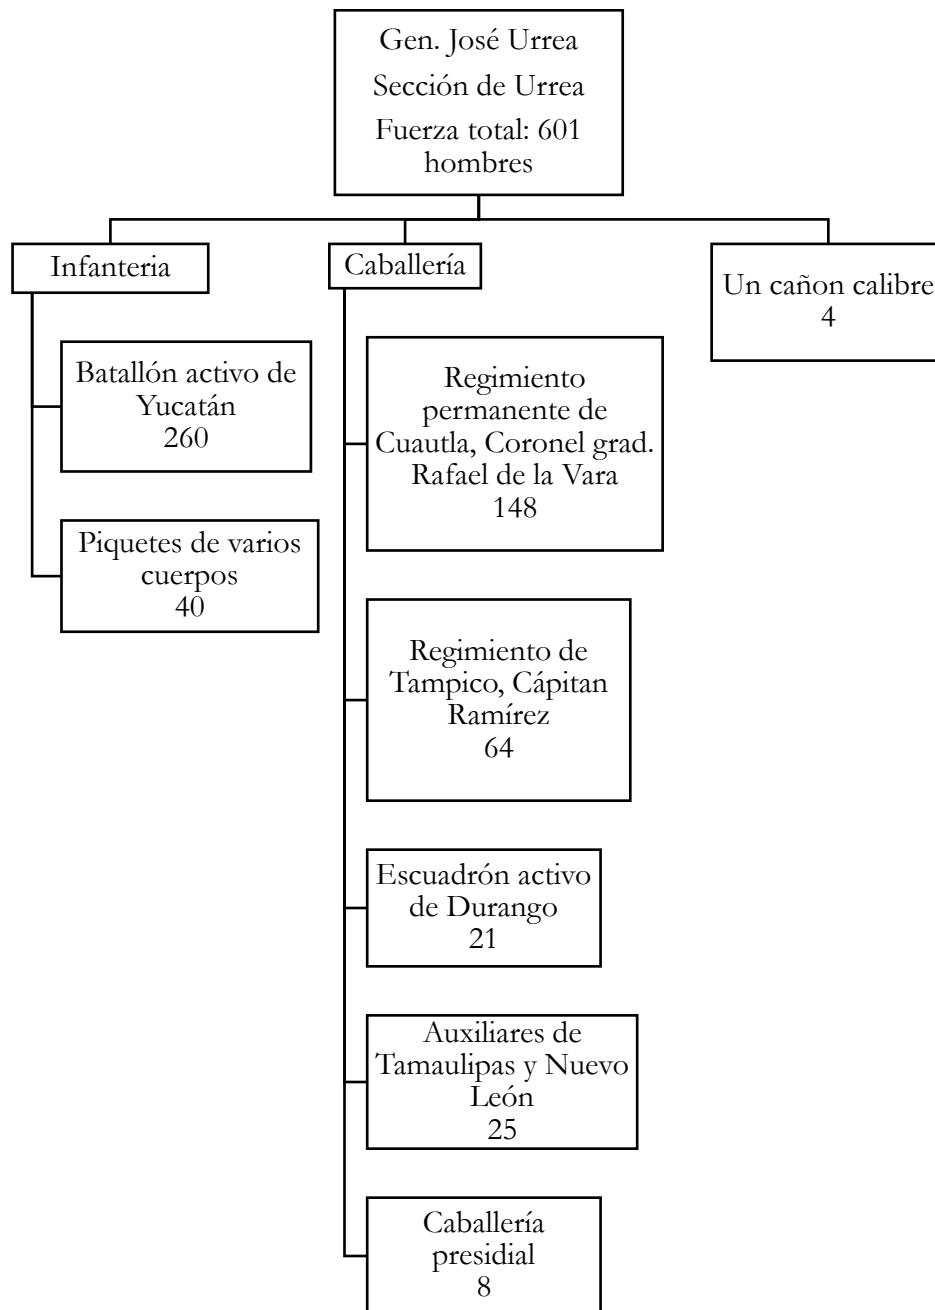 Gen. José Urrea
Sección de Urrea
Fuerza total: 601
hombres
Infanteria
Batallón activo de
Yucatán
260
Piquetes de varios
cuerpos
40
Caballería
Regimiento
permanente de
Cuautla, Coronel grad.
Rafael de la Vara
148
Regimiento de
Tampico, Cápitan
Ramírez
64
Escuadrón activo
de Durango
21
Auxiliares de
Tamaulipas y Nuevo
León
25
Caballería
presidial
8
Un cañon calibre
4